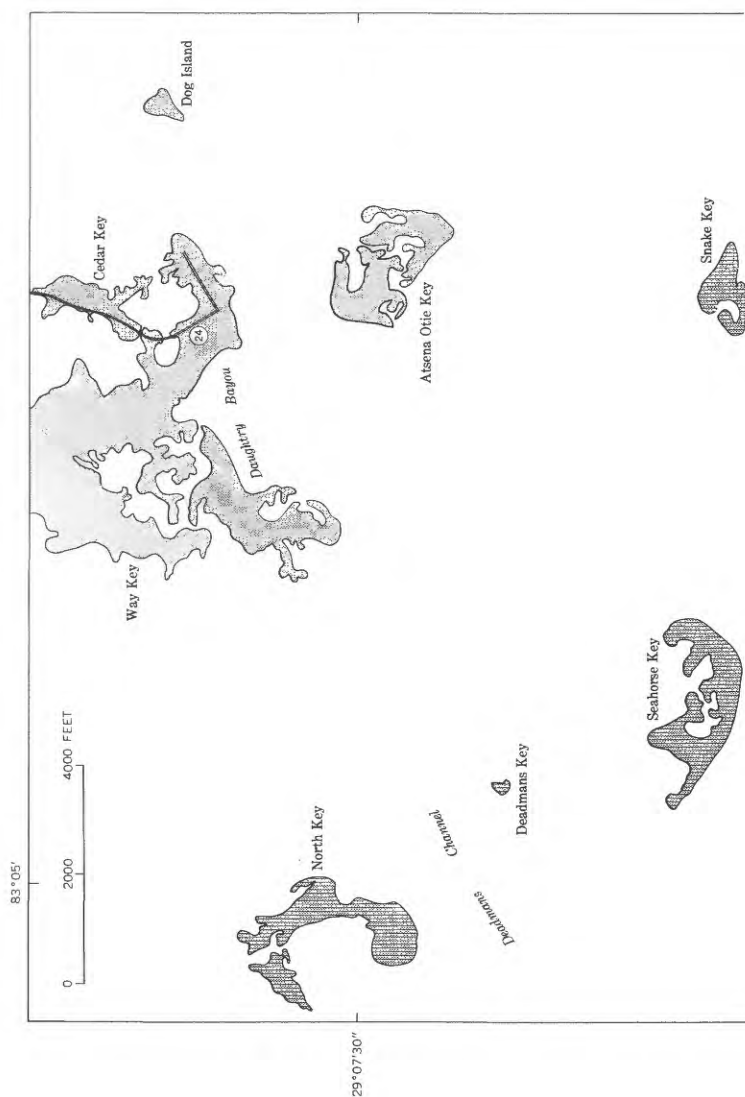 83°05'
0
2000
4000 FEET
29°07'30"
Way Key
Cedar Key
Dog Island
24
Daughtry
Bayou
Atsena Otie Key
North Key
Deadmans
Channel
Deadmans Key
Seahorse Key
Snake Key